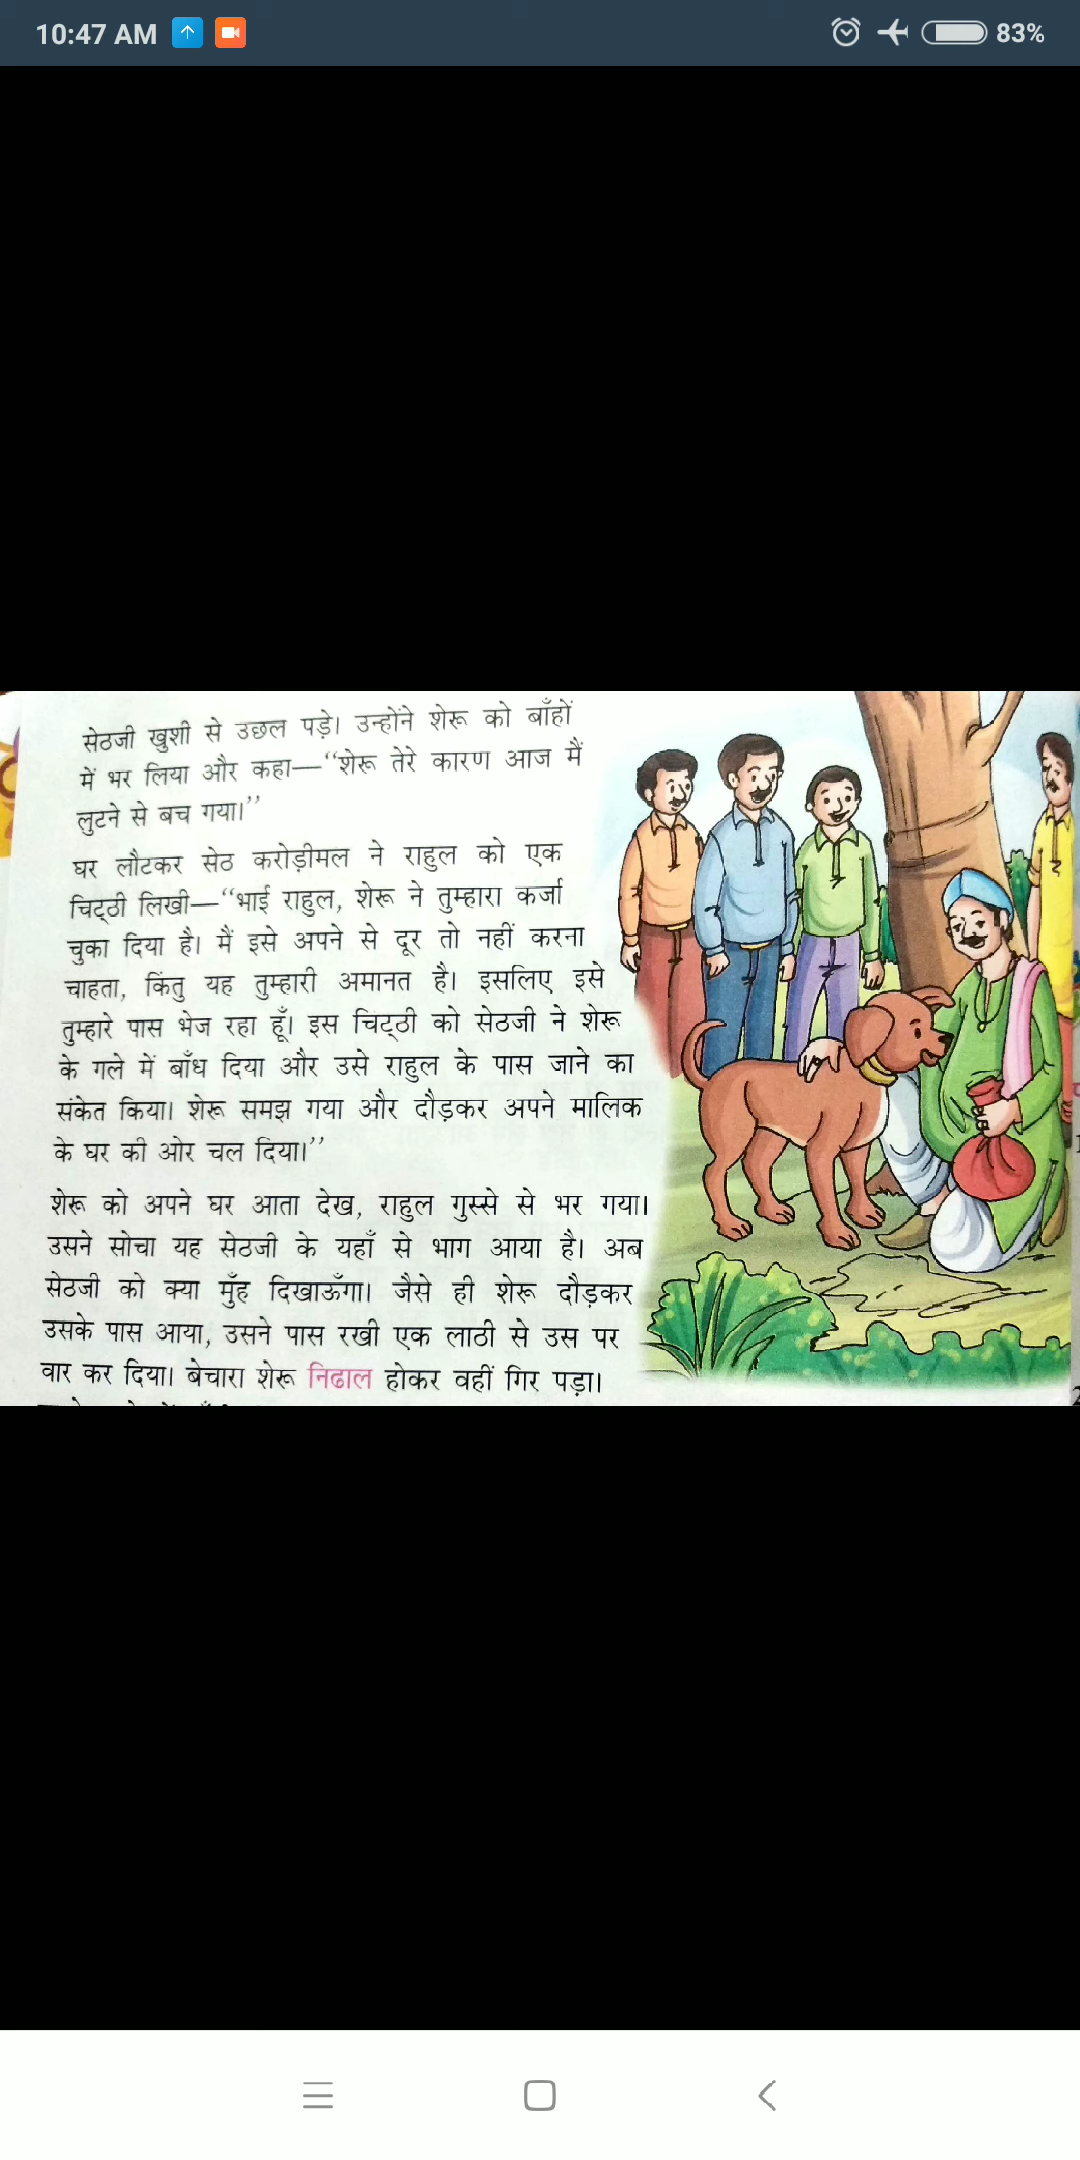 10:47 AM
83%
सेठजी खुशी से उछल पड़े। उन्होंने शेरू को बाँहों
में भर लिया और कहा—“शेरू तेरे कारण आज मैं
लुटने से बच गया।’’
घर लौटकर सेठ करोड़ीमल ने राहुल को एक
चिट्ठी लिखी—“भाई राहुल, शेरू ने तुम्हारा कर्जा
चुका दिया है। मैं इसे अपने से दूर तो नहीं करना
चाहता, किंतु यह तुम्हारी अमानत है। इसलिए इसे
तुम्हारे पास भेज रहा हूँ। इस चिट्ठी को सेठजी ने शेरू
के गले में बाँध दिया और उसे राहुल के पास जाने का
संकेत किया। शेरू समझ गया और दौड़कर अपने मालिक
के घर की ओर चल दिया।’’
शेरू को अपने घर आता देख, राहुल गुस्से से भर गया।
उसने सोचा यह सेठजी के यहाँ से भाग आया है। अब
सेठजी को क्या मुँह दिखाऊँगा। जैसे ही शेरू दौड़कर
उसके पास आया, उसने पास रखी एक लाठी से उस पर
वार कर दिया। बेचारा शेरू निढाल होकर वहीं गिर पड़ा।